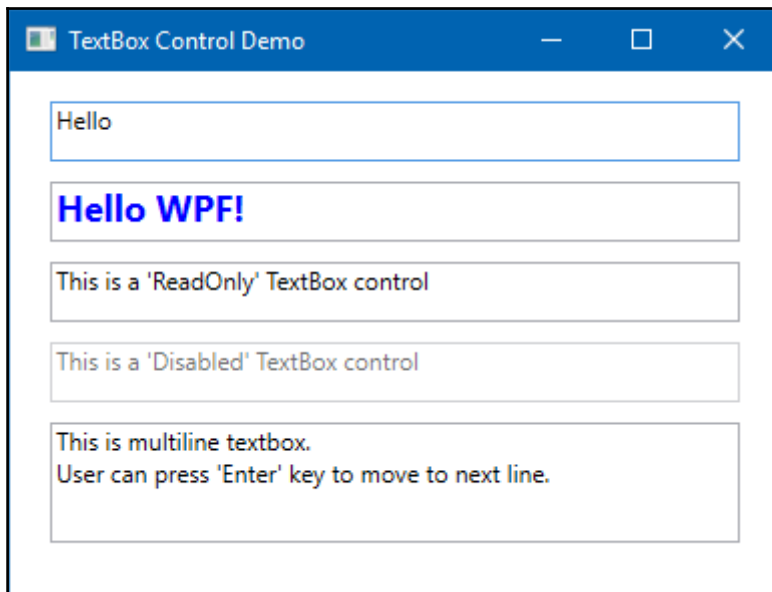 TextBox Control Demo
Hello
Hello WPF!
This is a 'ReadOnly' TextBox control
This is a 'Disabled' TextBox control
This is multiline textbox.
User can press 'Enter' key to move to next line.